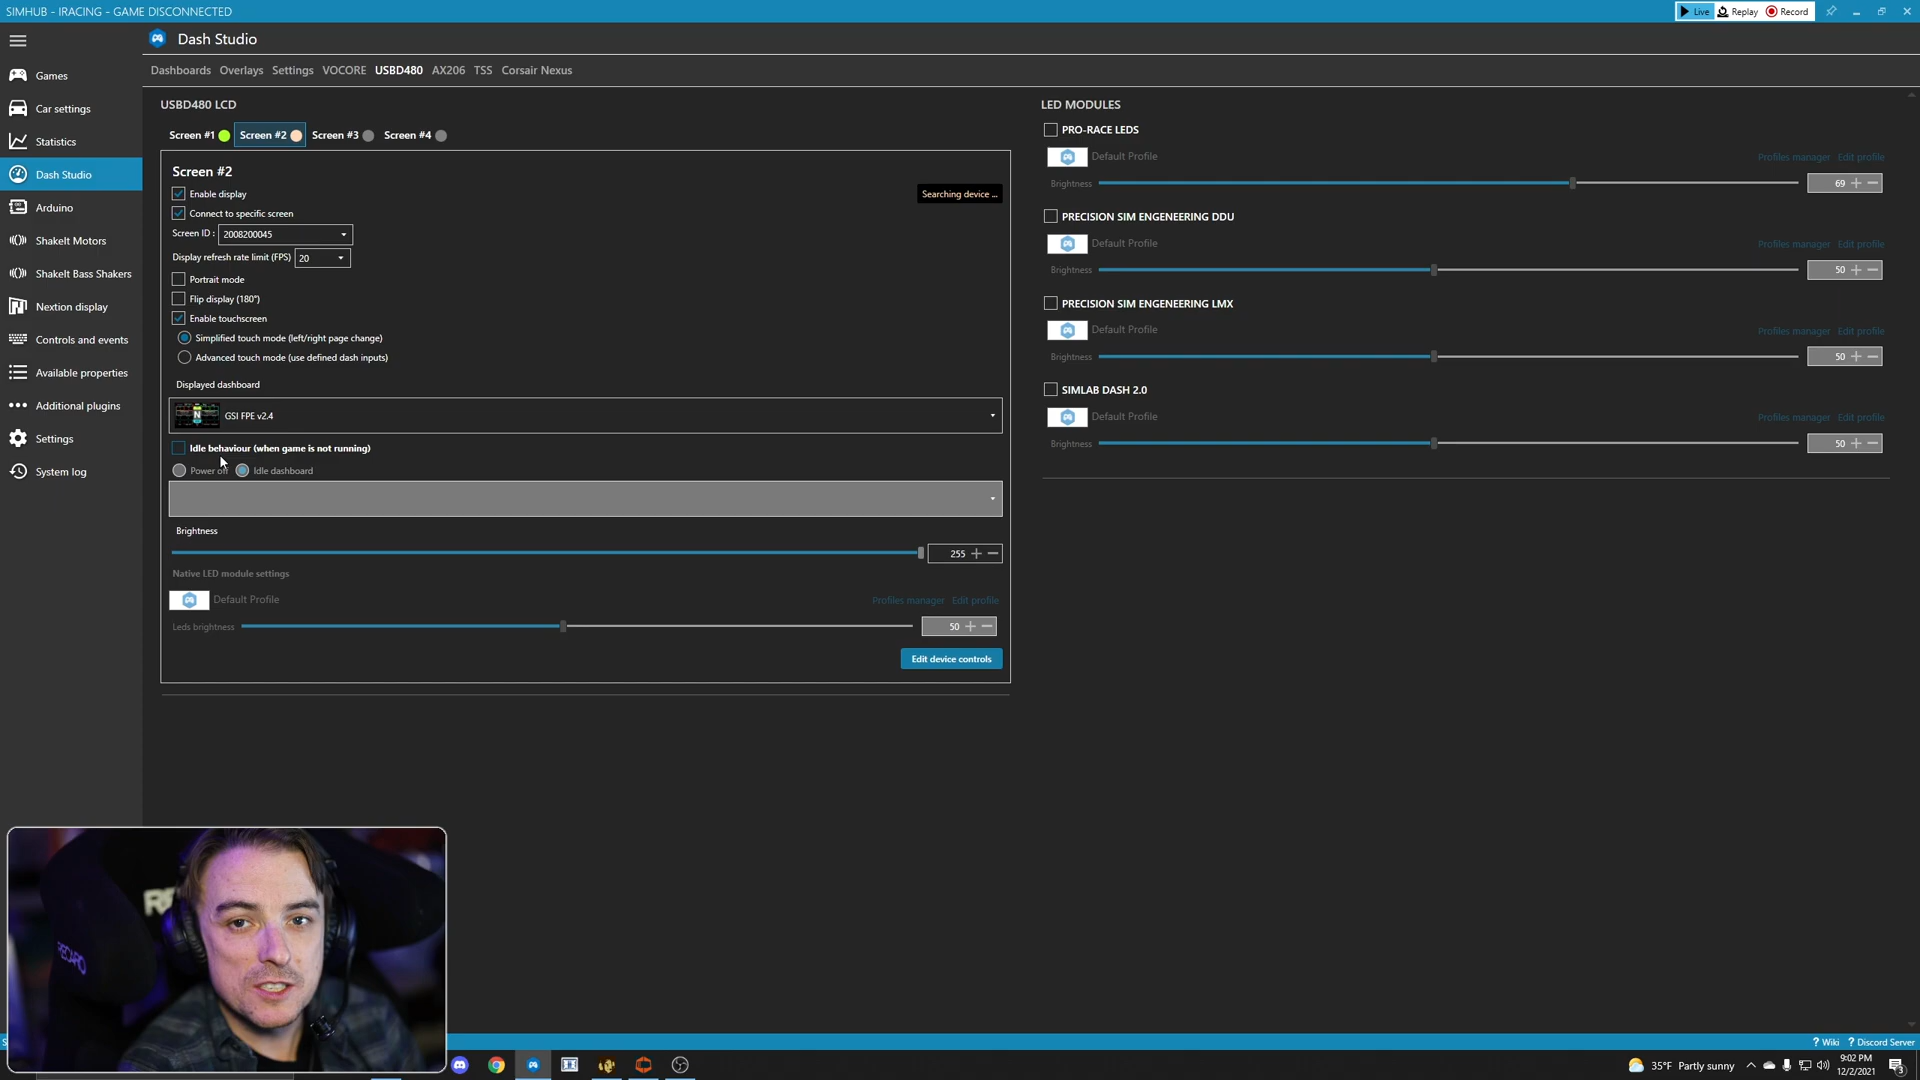 SIMHUB - IRACING - GAME DISCONNECTED
Live Replay Record
Dash Studio
Games
Car settings
Statistics
Dash Studio
Arduino
ShakeIt Motors
ShakeIt Bass Shakers
Nextion display
Controls and events
Available properties
Additional plugins
Settings
System log
Dashboards Overlays Settings VOCORE USBD480 AX206 TSS Corsair Nexus
USBD480 LCD
Screen #1 Screen #2 Screen #3 Screen #4
Screen #2
Enable display
Searching device ...
Connect to specific screen
Screen ID : 2008200045
Display refresh rate limit (FPS) 20
Portrait mode
Flip display (180°)
Enable touchscreen
Simplified touch mode (left/right page change)
Advanced touch mode (use defined dash inputs)
Displayed dashboard
N
GSI FPE v2.4
Idle behaviour (when game is not running)
Power off Idle dashboard
Brightness
255 + −
Native LED module settings
Default Profile
Profiles manager Edit profile
Leds brightness 50 + −
Edit device controls
LED MODULES
PRO-RACE LEDS
Default Profile Profiles manager Edit profile
Brightness 69 + −
PRECISION SIM ENGENEERING DDU
Default Profile Profiles manager Edit profile
Brightness 50 + −
PRECISION SIM ENGENEERING LMX
Default Profile Profiles manager Edit profile
Brightness 50 + −
SIMLAB DASH 2.0
Default Profile Profiles manager Edit profile
Brightness 50 + −
RECARO
? Wiki ? Discord Server
35°F Partly sunny
9:02 PM
12/2/2021
3